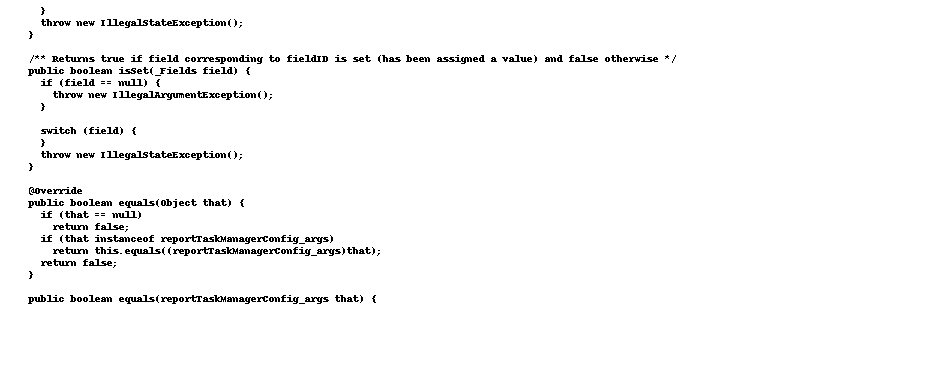 }
throw new IllegalStateException();
}
/** Returns true if field corresponding to fieldID is set (has been assigned a value) and false otherwise */
public boolean isSet(_Fields field) {
if (field == null) {
throw new IllegalArgumentException();
}
switch (field) {
}
throw new IllegalStateException();
}
@Override
public boolean equals(Object that) {
if (that == null)
return false;
if (that instanceof reportTaskManagerConfig_args)
return this.equals((reportTaskManagerConfig_args)that);
return false;
}
public boolean equals(reportTaskManagerConfig_args that) {